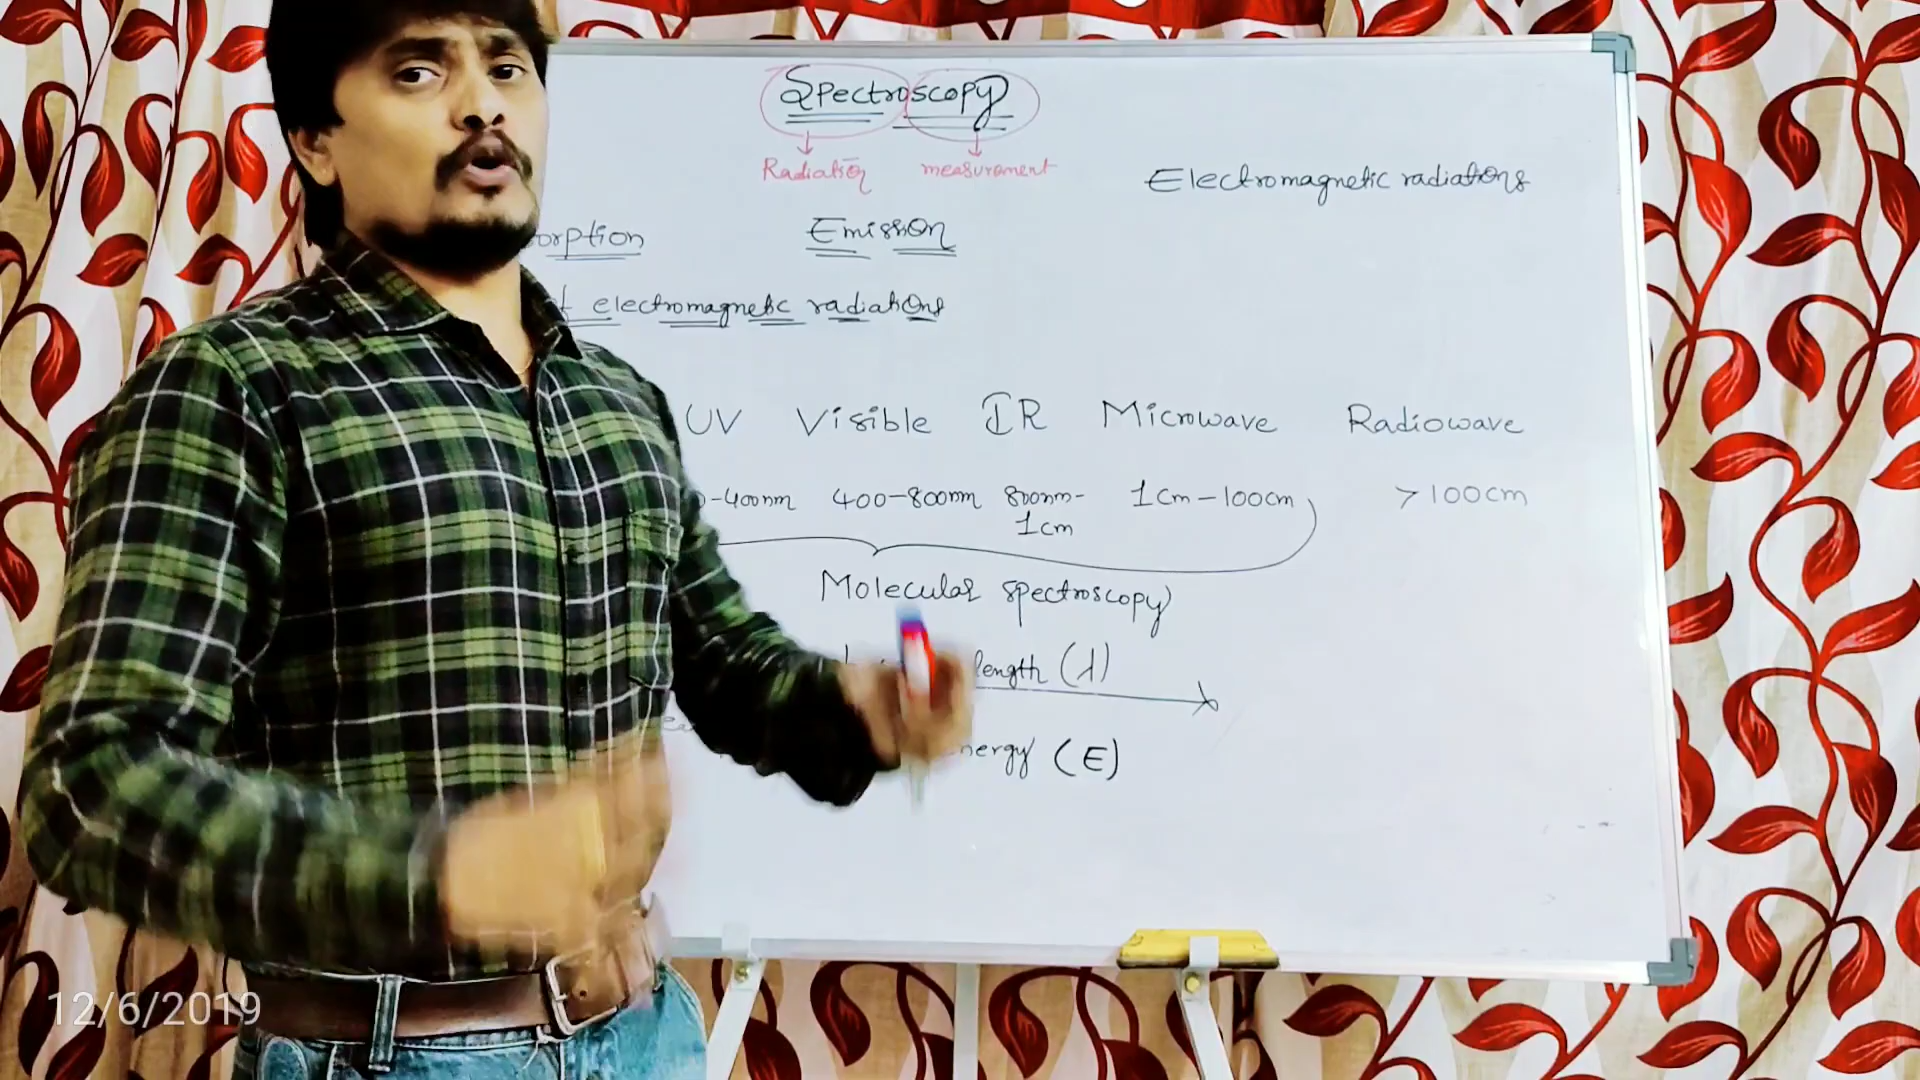 Spectroscopy
Radiation measurement
Electromagnetic radiations
orption Emission
f electromagnetic radiations
UV Visible IR Microwave Radiowave
-400nm 400-800nm 800nm-1cm 1cm-100cm >100cm
Molecular spectroscopy
length (λ)
nergy (E)
12/6/2019